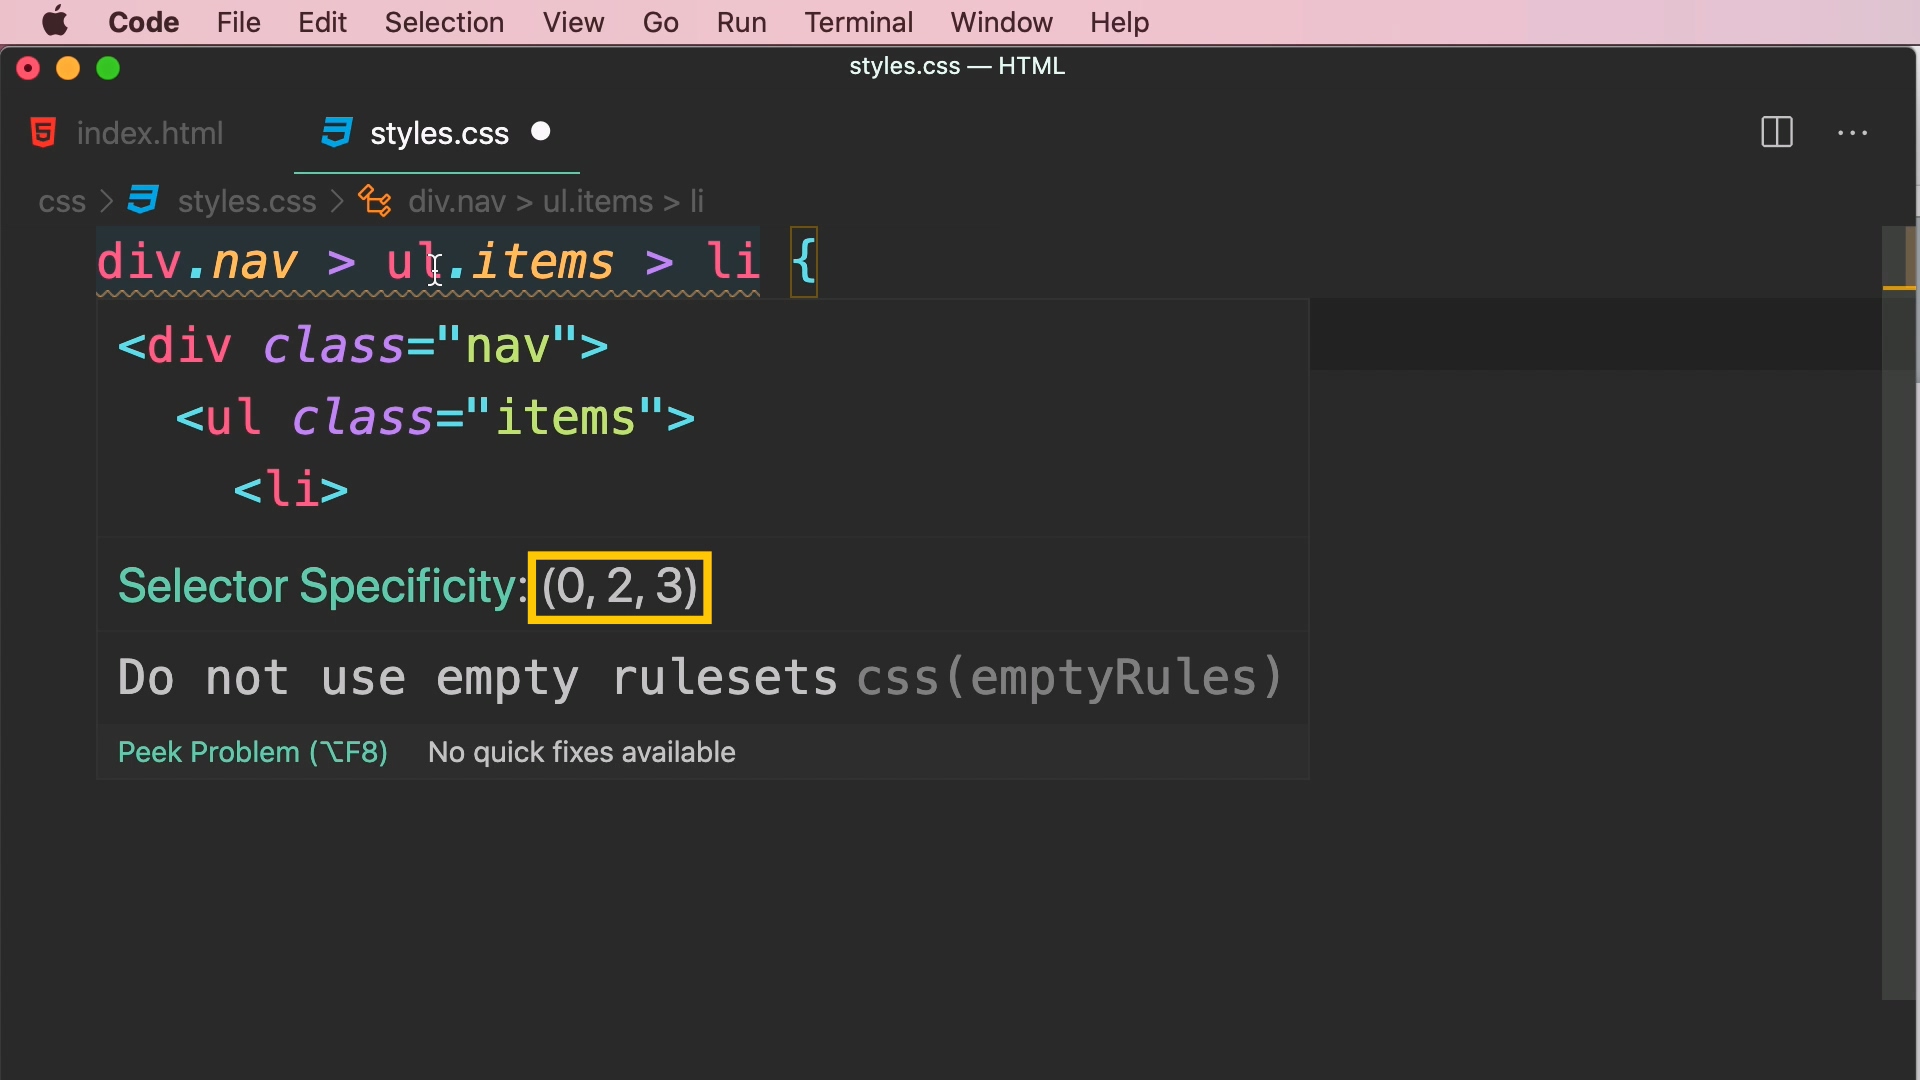 Code File Edit Selection View Go Run Terminal Window Help
styles.css — HTML
index.html styles.css
css > styles.css > div.nav > ul.items > li
div.nav > ul.items > li {
<div class="nav">
<ul class="items">
<li>
Selector Specificity: (0, 2, 3)
Do not use empty rulesets css(emptyRules)
Peek Problem (⌥F8) No quick fixes available